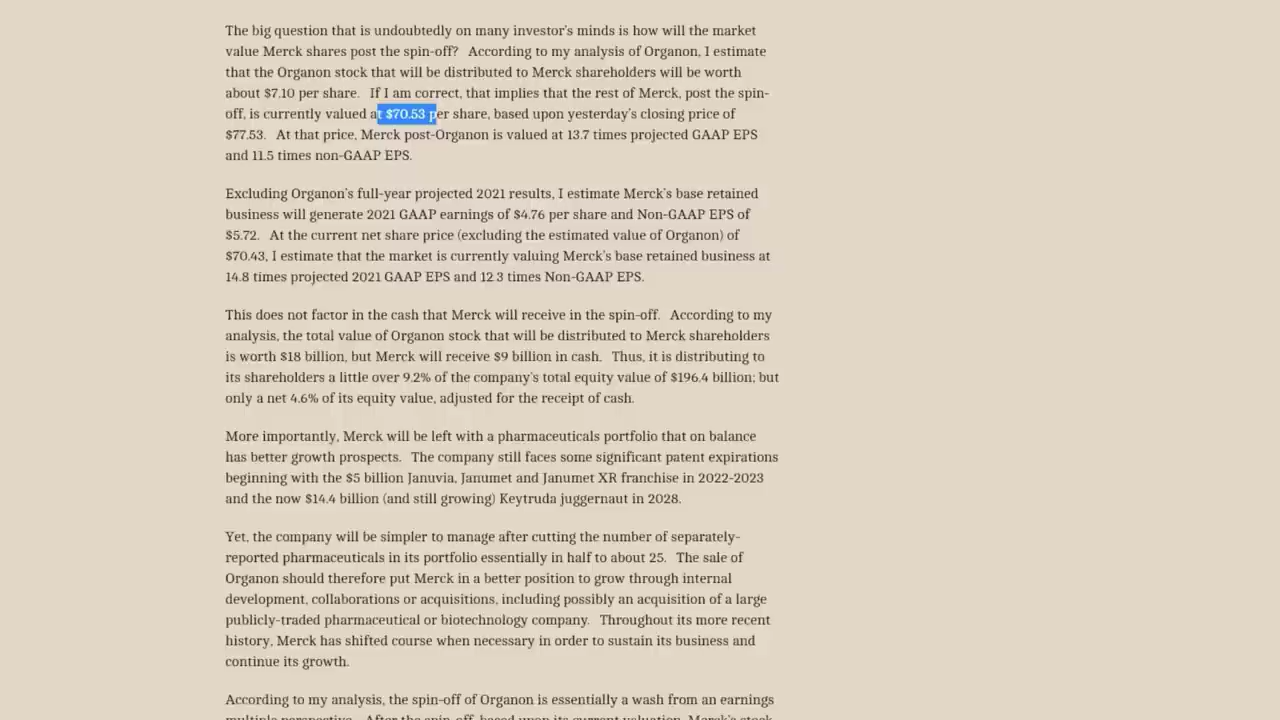 The big question that is undoubtedly on many investor's minds is how will the market
value Merck shares post the spin-off? According to my analysis of Organon, I estimate
that the Organon stock that will be distributed to Merck shareholders will be worth
about $7.10 per share. If I am correct, that implies that the rest of Merck, post the spin-
off, is currently valued at $70.53 per share, based upon yesterday's closing price of
$77.53. At that price, Merck post-Organon is valued at 13.7 times projected GAAP EPS
and 11.5 times non-GAAP EPS.
Excluding Organon's full-year projected 2021 results, I estimate Merck's base retained
business will generate 2021 GAAP earnings of $4.76 per share and Non-GAAP EPS of
$5.72. At the current net share price (excluding the estimated value of Organon) of
$70.43, I estimate that the market is currently valuing Merck's base retained business at
14.8 times projected 2021 GAAP EPS and 12.3 times Non-GAAP EPS.
This does not factor in the cash that Merck will receive in the spin-off. According to my
analysis, the total value of Organon stock that will be distributed to Merck shareholders
is worth $18 billion, but Merck will receive $9 billion in cash. Thus, it is distributing to
its shareholders a little over 9.2% of the company's total equity value of $196.4 billion; but
only a net 4.6% of its equity value, adjusted for the receipt of cash.
More importantly, Merck will be left with a pharmaceuticals portfolio that on balance
has better growth prospects. The company still faces some significant patent expirations
beginning with the $5 billion Januvia, Janumet and Janumet XR franchise in 2022-2023
and the now $14.4 billion (and still growing) Keytruda juggernaut in 2028.
Yet, the company will be simpler to manage after cutting the number of separately-
reported pharmaceuticals in its portfolio essentially in half to about 25. The sale of
Organon should therefore put Merck in a better position to grow through internal
development, collaborations or acquisitions, including possibly an acquisition of a large
publicly-traded pharmaceutical or biotechnology company. Throughout its more recent
history, Merck has shifted course when necessary in order to sustain its business and
continue its growth.
According to my analysis, the spin-off of Organon is essentially a wash from an earnings
multiple perspective. After the spin-off, based upon its current valuation, Merck's stock